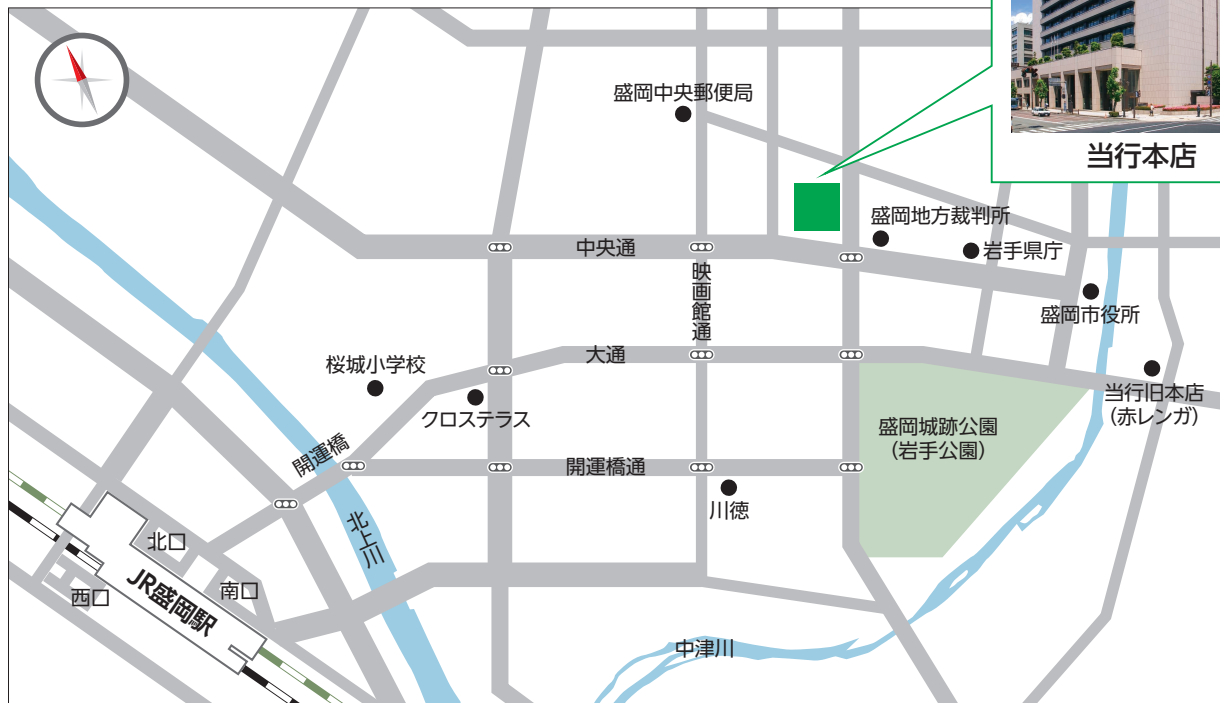 盛岡中央郵便局
当行本店
盛岡地方裁判所
岩手県庁
中央通
映画館通
盛岡市役所
大通
桜城小学校
クロステラス
当行旧本店
(赤レンガ)
盛岡城跡公園
(岩手公園)
開運橋
開運橋通
川徳
北上川
北口
南口
西口
JR盛岡駅
中津川